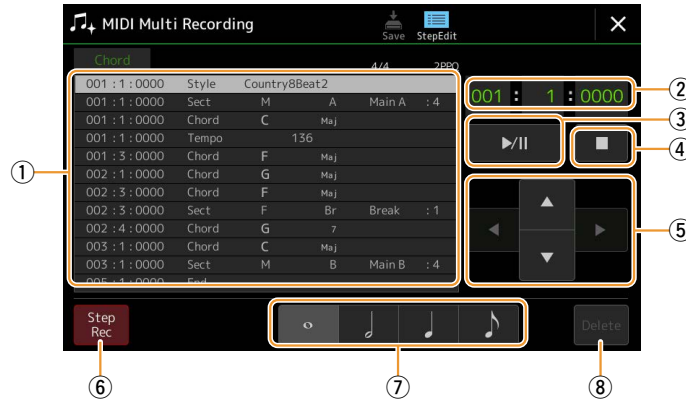 MIDI Multi Recording
Save
StepEdit
Chord
4/4
2PPQ
001 : 1 : 0000 Style Country8Beat2
001 : 1 : 0000 Sect M A Main A : 4
001 : 1 : 0000 Chord C Maj
001 : 1 : 0000 Tempo 136
001 : 3 : 0000 Chord F Maj
002 : 1 : 0000 Chord G Maj
002 : 3 : 0000 Chord F Maj
002 : 3 : 0000 Sect F Br Break : 1
002 : 4 : 0000 Chord G 7
003 : 1 : 0000 Chord C Maj
003 : 1 : 0000 Sect M B Main B : 4
005 : 1 : 0000 End
001 : 1 : 0000
①
②
③
④
⑤
Step
Rec
Delete
⑥
⑦
⑧